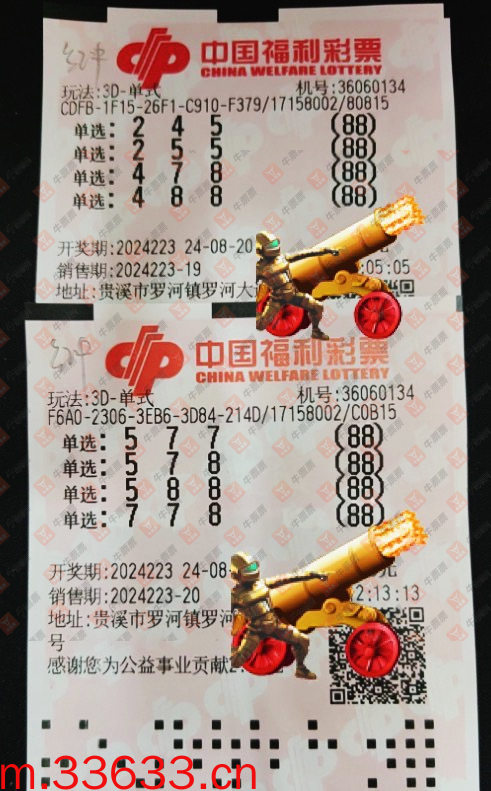 中国福利彩票
CHINA WELFARE LOTTERY
玩法:3D-单式 机号:36060134
CDFB-1F15-26F1-C910-F379/17158002/80815
单选: 2 4 5 (88)
单选: 2 5 5 (88)
单选: 4 7 8 (88)
单选: 4 8 8 (88)
开奖期:2024223 24-08-20
销售期:2024223-19 :05:05
地址:贵溪市罗河镇罗河大
中国福利彩票
CHINA WELFARE LOTTERY
玩法:3D-单式 机号:36060134
F6A0-2306-3EB6-3D84-214D/17158002/C0B15
单选: 5 7 7 (88)
单选: 5 7 8 (88)
单选: 5 8 8 (88)
单选: 7 7 8 (88)
开奖期:2024223 24-08 元
销售期:2024223-20 2:13:13
地址:贵溪市罗河镇罗河
号
感谢您为公益事业贡献
m.33633.cn